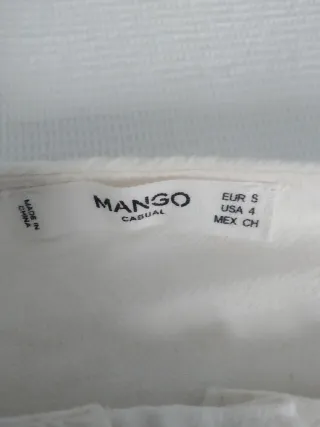 MADE IN
CHINA
MANGO
CASUAL
EUR S
USA 4
MEX CH